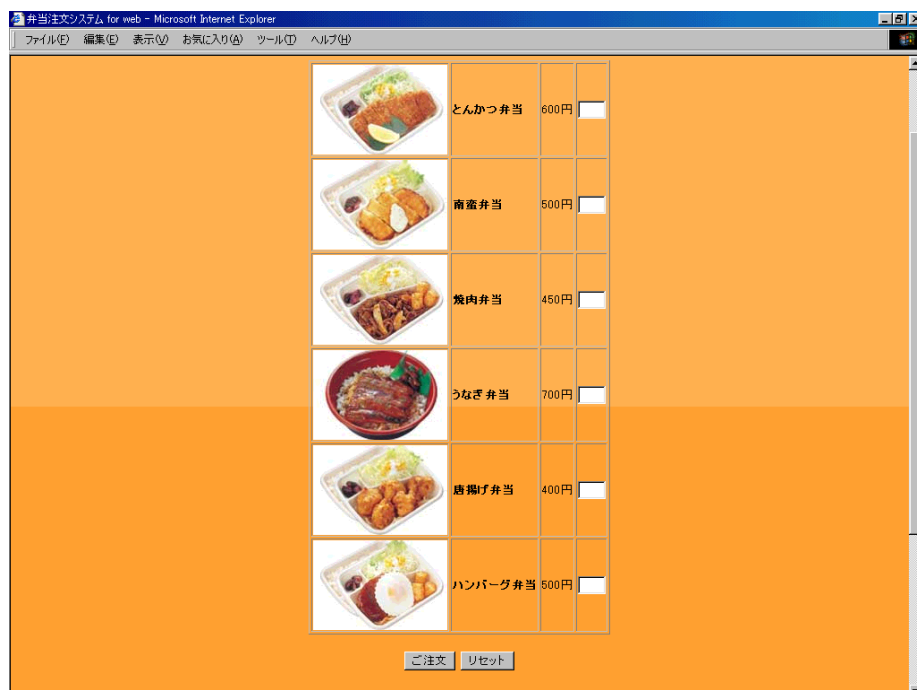 弁当注文システム for web - Microsoft Internet Explorer
ファイル(F) 編集(E) 表示(V) お気に入り(A) ツール(T) ヘルプ(H)
とんかつ弁当 600円
南蛮弁当 500円
焼肉弁当 450円
うなぎ弁当 700円
唐揚げ弁当 400円
ハンバーグ弁当 500円
ご注文 リセット